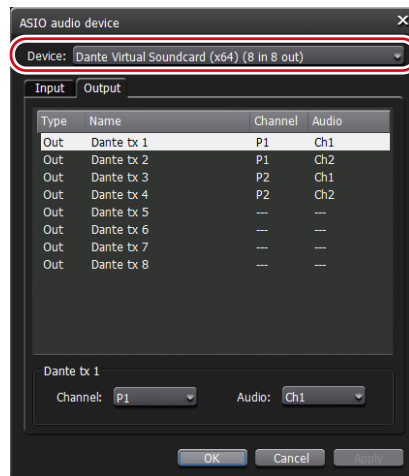 ASIO audio device
Device: Dante Virtual Soundcard (x64) (8 in 8 out)
Input Output
Type Name Channel Audio
Out Dante tx 1 P1 Ch1
Out Dante tx 2 P1 Ch2
Out Dante tx 3 P2 Ch1
Out Dante tx 4 P2 Ch2
Out Dante tx 5 --- ---
Out Dante tx 6 --- ---
Out Dante tx 7 --- ---
Out Dante tx 8 --- ---
Dante tx 1
Channel: P1 Audio: Ch1
OK Cancel Apply